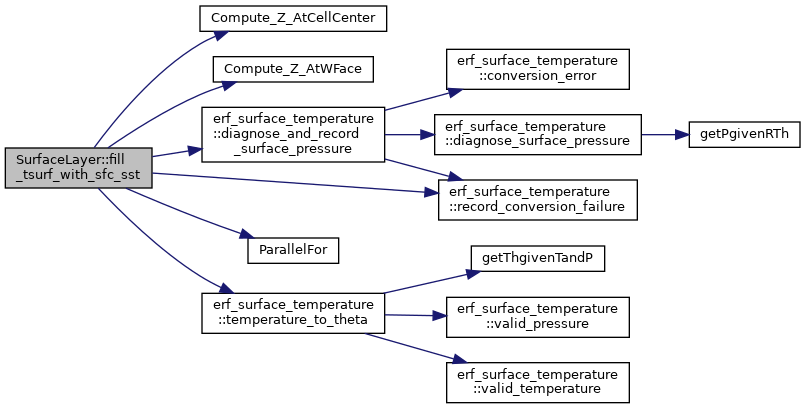 Compute_Z_AtCellCenter
Compute_Z_AtWFace
erf_surface_temperature
::conversion_error
erf_surface_temperature
::diagnose_and_record
_surface_pressure
erf_surface_temperature
::diagnose_surface_pressure
getPgivenRTh
SurfaceLayer::fill
_tsurf_with_sfc_sst
erf_surface_temperature
::record_conversion_failure
ParallelFor
getThgivenTandP
erf_surface_temperature
::temperature_to_theta
erf_surface_temperature
::valid_pressure
erf_surface_temperature
::valid_temperature